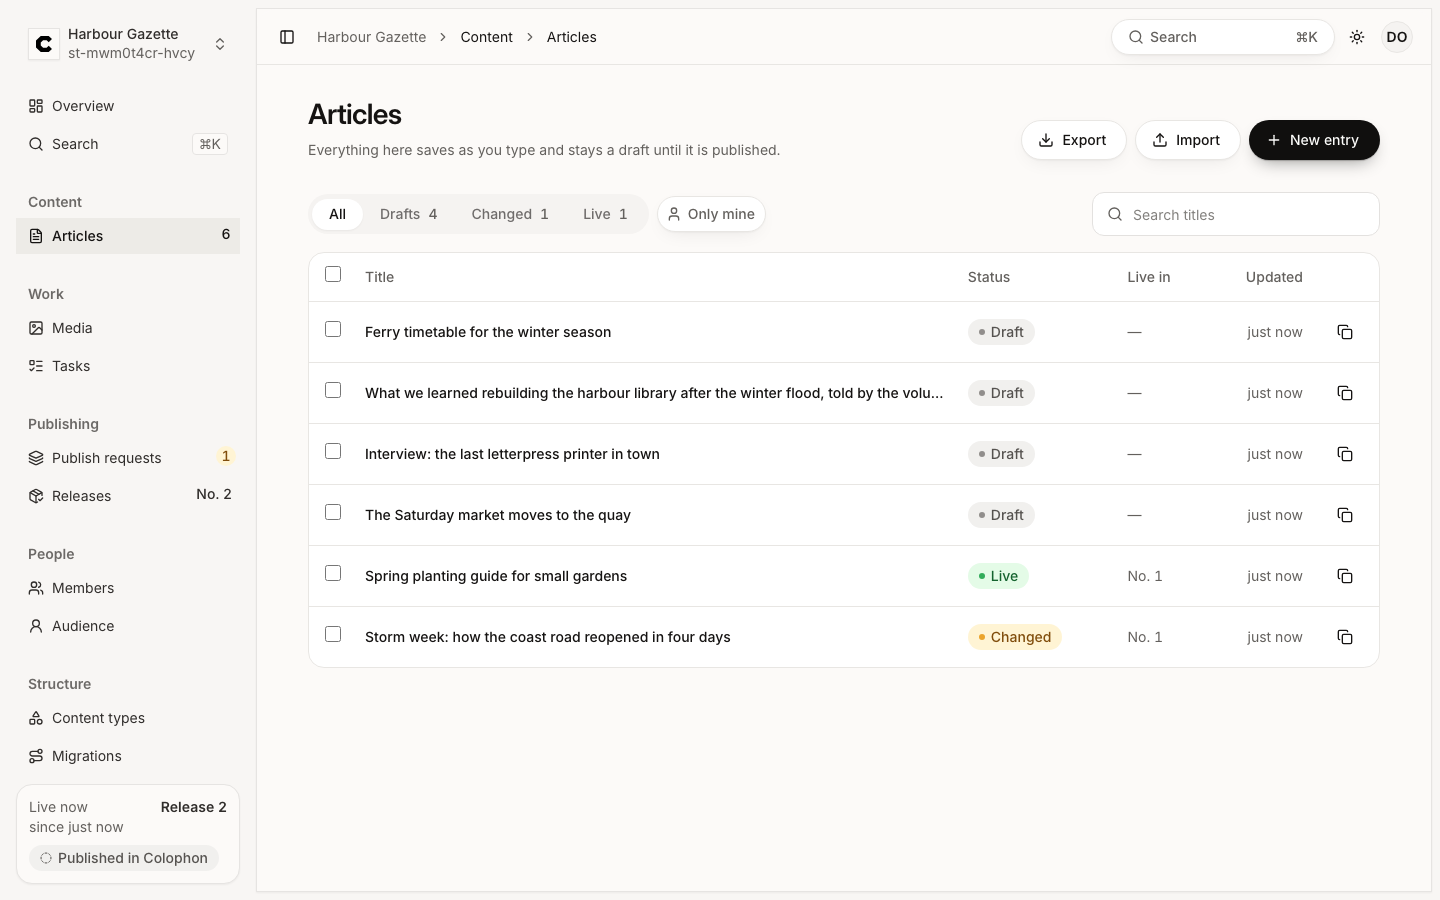 Harbour Gazette
st-mwm0t4cr-hvcy
Overview
Search ⌘K
Content
Articles 6
Work
Media
Tasks
Publishing
Publish requests 1
Releases No. 2
People
Members
Audience
Structure
Content types
Migrations
Live now Release 2
since just now
Published in Colophon
Harbour Gazette > Content > Articles
Search ⌘K
DO
Articles
Everything here saves as you type and stays a draft until it is published.
Export Import + New entry
All Drafts 4 Changed 1 Live 1 Only mine
Search titles
Title Status Live in Updated
Ferry timetable for the winter season Draft — just now
What we learned rebuilding the harbour library after the winter flood, told by the volu... Draft — just now
Interview: the last letterpress printer in town Draft — just now
The Saturday market moves to the quay Draft — just now
Spring planting guide for small gardens Live No. 1 just now
Storm week: how the coast road reopened in four days Changed No. 1 just now